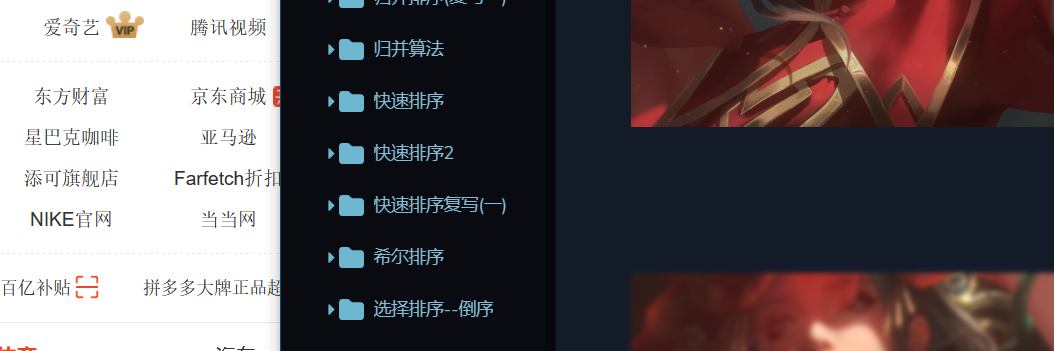 爱奇艺 VIP 腾讯视频
东方财富 京东商城
星巴克咖啡 亚马逊
添可旗舰店 Farfetch折扣
NIKE官网 当当网
百亿补贴 拼多多大牌正品超
归并算法
快速排序
快速排序2
快速排序复写(一)
希尔排序
选择排序--倒序